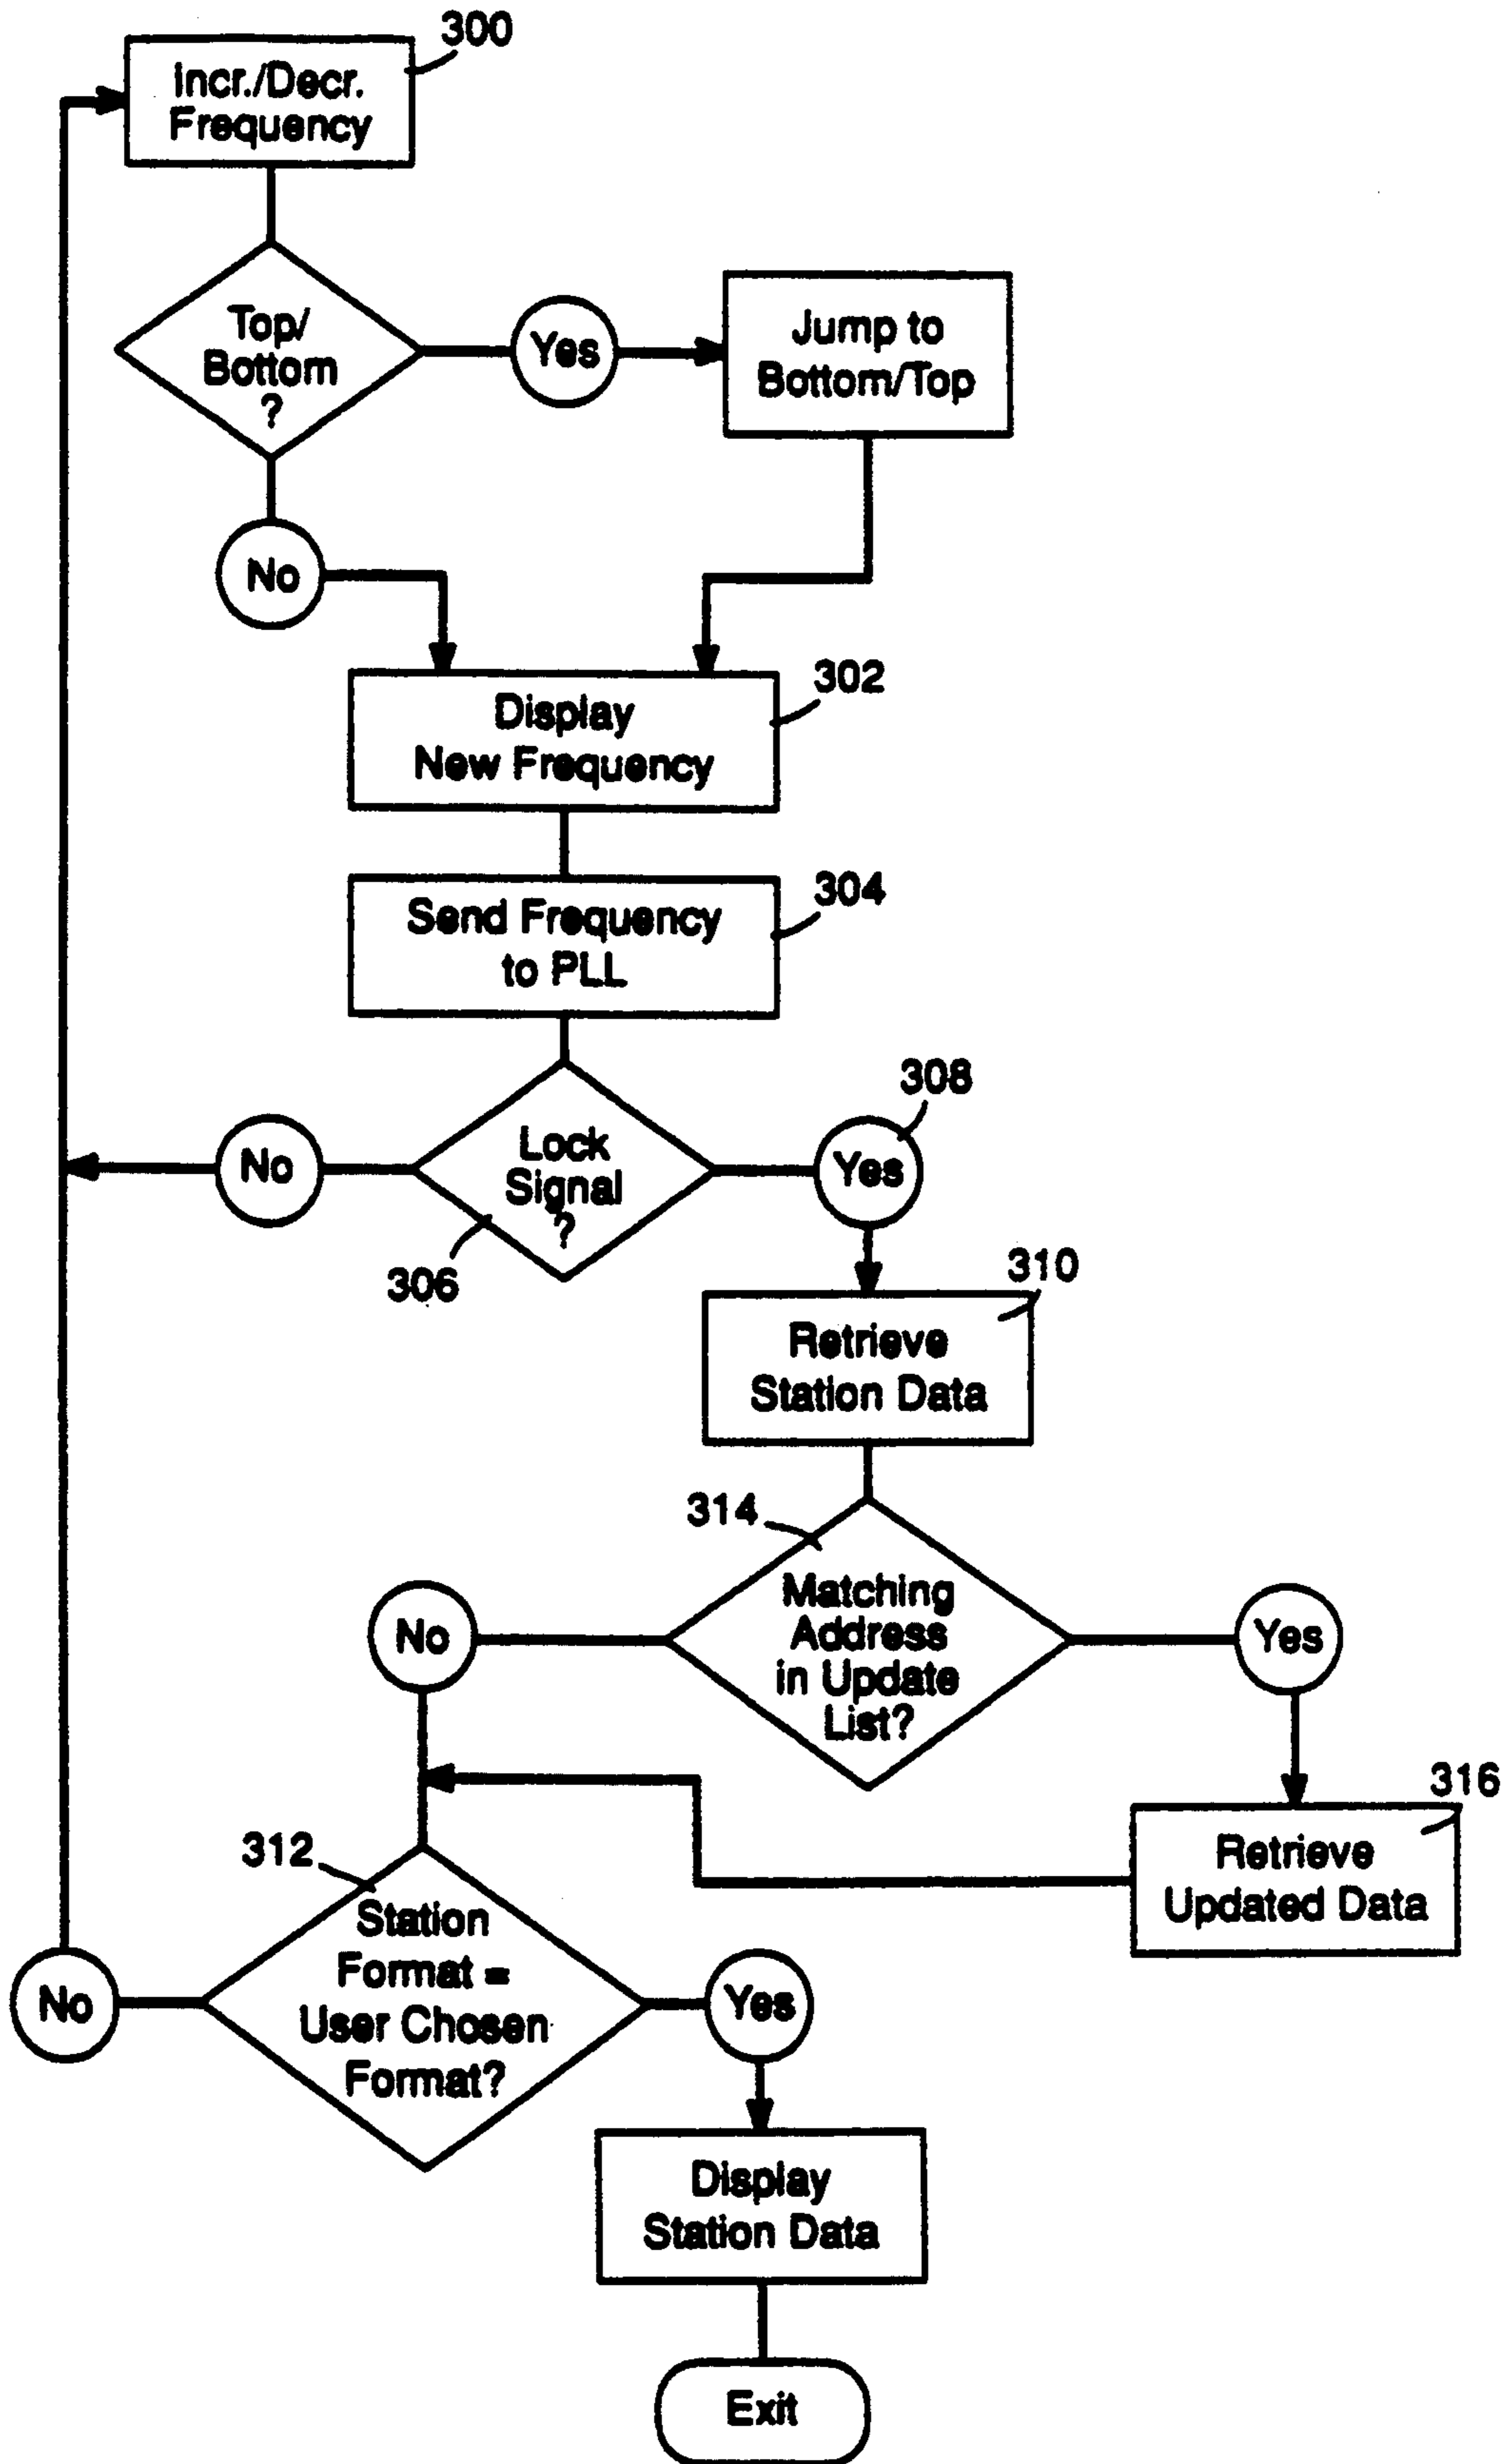 300
Incr./Decr.
Frequency
Top/
Bottom
?
Yes
Jump to
Bottom/Top
No
302
Display
New Frequency
304
Send Frequency
to PLL
308
Lock
Signal
?
No
Yes
306
310
Retrieve
Station Data
314
Matching
Address
in Update
List?
No
Yes
316
Retrieve
Updated Data
312
Station
Format =
User Chosen
Format?
No
Yes
Display
Station Data
Exit